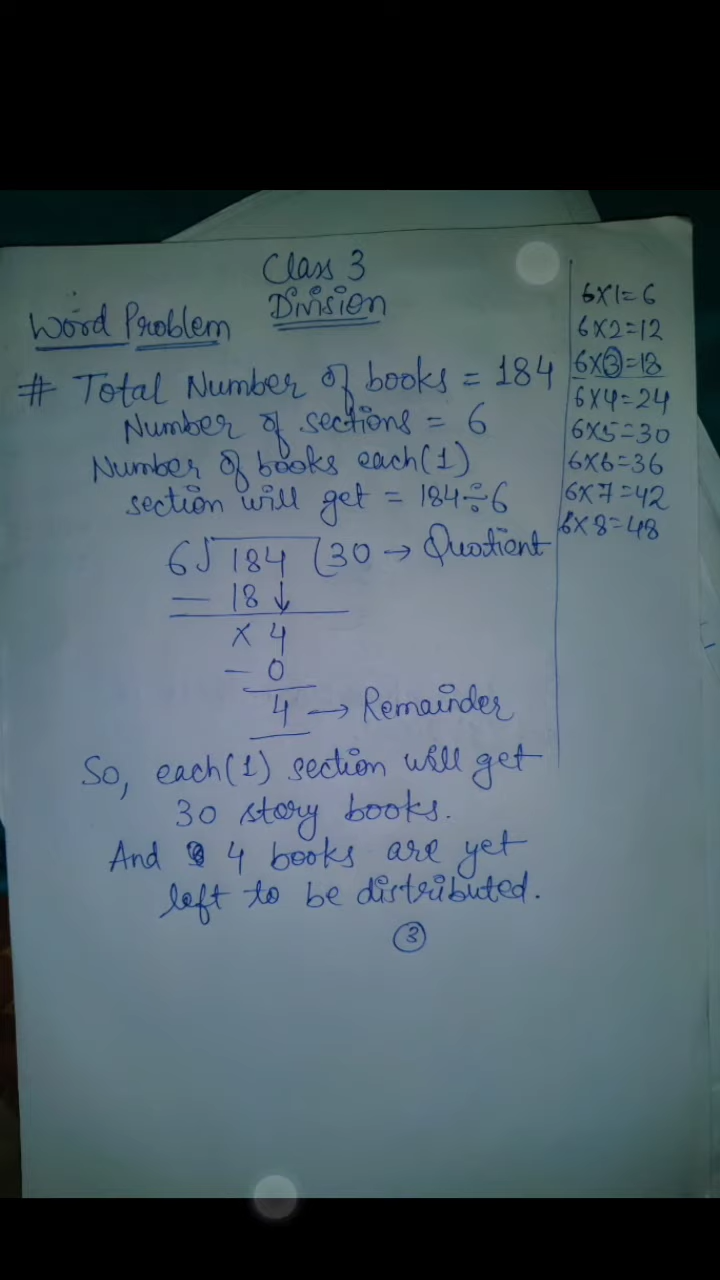 Class 3
Division
Word Problem
# Total Number of books = 184
Number of sections = 6
Number of books each(1)
section will get = 184÷6
6) 184 (30 → Quotient
- 18 ↓
x 4
- 0
4 → Remainder
So, each(1) section will get
30 story books.
And 4 books are yet
left to be distributed.
3
6x1=6
6x2=12
6x3=18
6x4=24
6x5=30
6x6=36
6x7=42
6x8=48